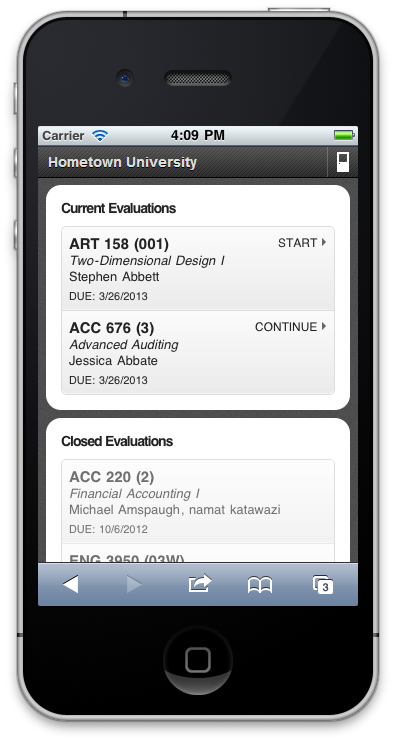 Carrier 4:09 PM
Hometown University
Current Evaluations
ART 158 (001) START
Two-Dimensional Design I
Stephen Abbett
DUE: 3/26/2013
ACC 676 (3) CONTINUE
Advanced Auditing
Jessica Abbate
DUE: 3/26/2013
Closed Evaluations
ACC 220 (2)
Financial Accounting I
Michael Amspaugh, namat katawazi
DUE: 10/6/2012
ENG 3950 (03W)
3